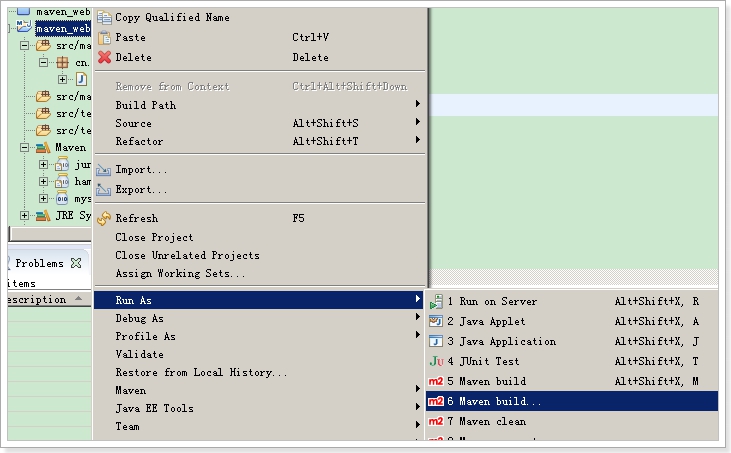 maven_web
Copy Qualified Name
maven_web
Paste Ctrl+V
src/ma
Delete Delete
cn.
Remove from Context Ctrl+Alt+Shift+Down
src/ma
Build Path
src/te
Source Alt+Shift+S
src/te
Refactor Alt+Shift+T
Maven
jun
Import...
ham
Export...
mys
JRE Sy
Refresh F5
Close Project
Close Unrelated Projects
Problems
Assign Working Sets...
items
escription
Run As
1 Run on Server Alt+Shift+X, R
Debug As
2 Java Applet Alt+Shift+X, A
Profile As
3 Java Application Alt+Shift+X, J
Validate
Ju 4 JUnit Test Alt+Shift+X, T
Restore from Local History...
m2 5 Maven build Alt+Shift+X, M
Maven
m2 6 Maven build...
Java EE Tools
m2 7 Maven clean
Team